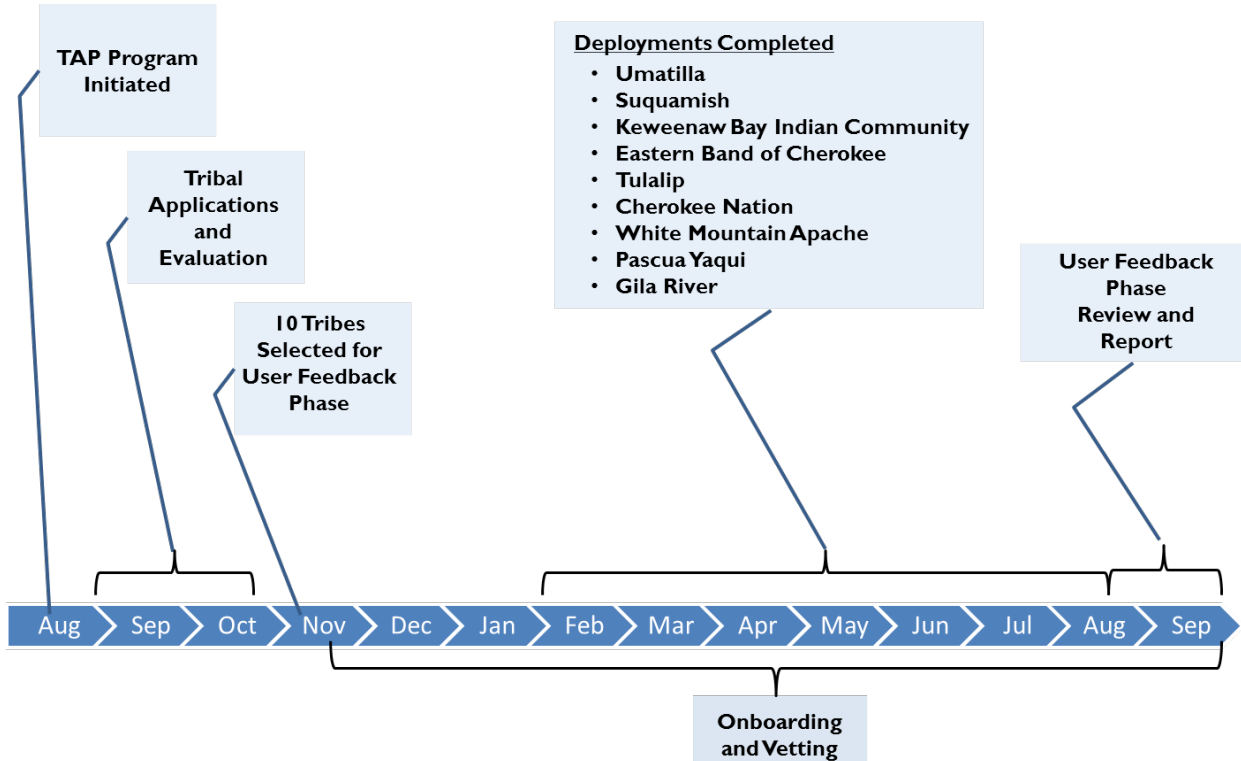 TAP Program
Initiated
Tribal
Applications
and
Evaluation
10 Tribes
Selected for
User Feedback
Phase
Deployments Completed
• Umatilla
• Suquamish
• Keweenaw Bay Indian Community
• Eastern Band of Cherokee
• Tulalip
• Cherokee Nation
• White Mountain Apache
• Pascua Yaqui
• Gila River
User Feedback
Phase
Review and
Report
Aug Sep Oct Nov Dec Jan Feb Mar Apr May Jun Jul Aug Sep
Onboarding
and Vetting